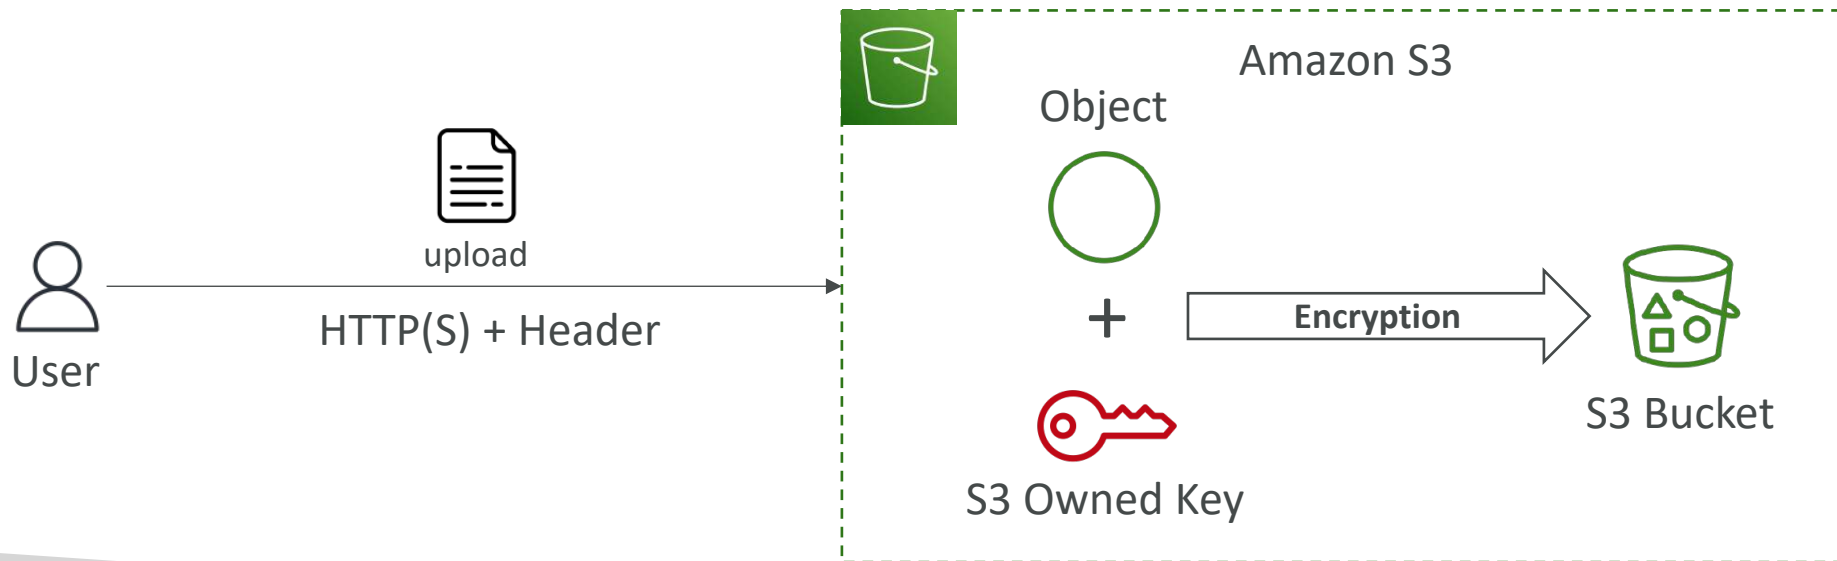 Amazon S3
Object
upload
HTTP(S) + Header
User
+
Encryption
S3 Bucket
S3 Owned Key